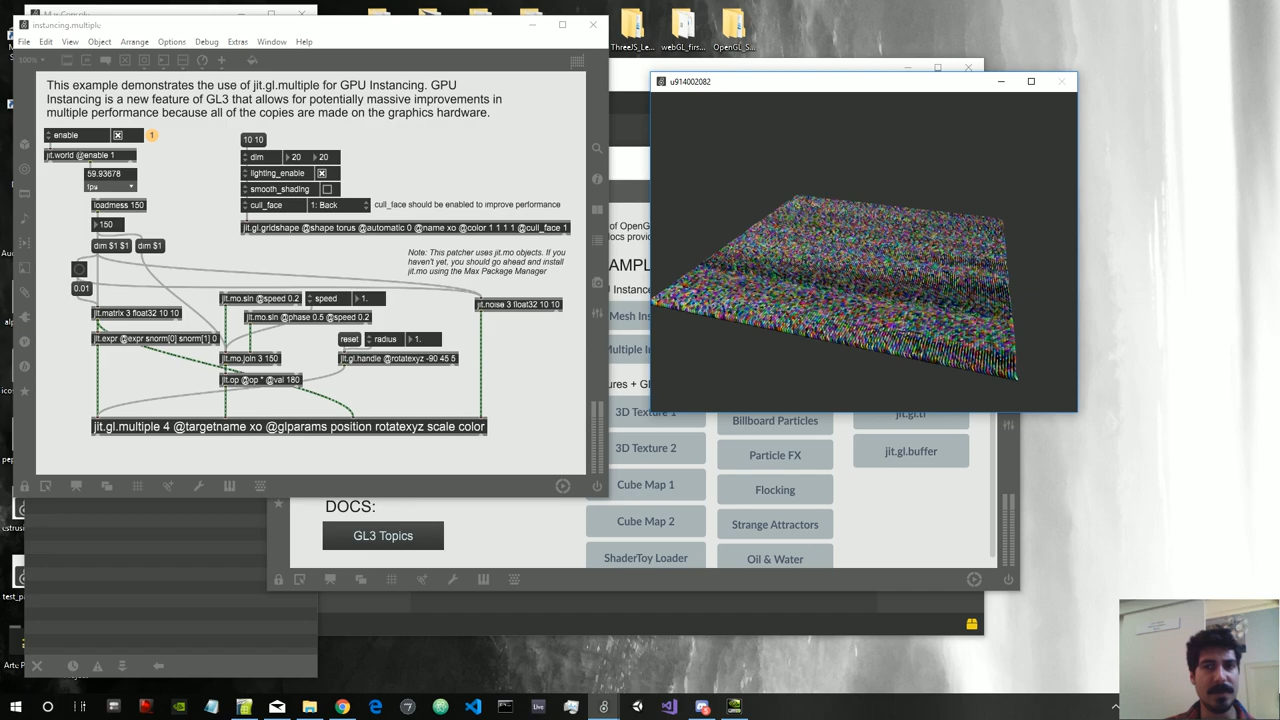 instancing.multiple
File Edit View Object Arrange Options Debug Extras Window Help
100%
This example demonstrates the use of jit.gl.multiple for GPU Instancing. GPU
Instancing is a new feature of GL3 that allows for potentially massive improvements in
multiple performance because all of the copies are made on the graphics hardware.
enable
1
jit.world @enable 1
59.93678
fps
loadmess 150
150
dim $1 $1
dim $1
0.01
jit.matrix 3 float32 10 10
jit.expr @expr snorm[0] snorm[1] 0
10 10
dim 20 20
lighting_enable
smooth_shading
cull_face 1: Back
cull_face should be enabled to improve performance
jit.gl.gridshape @shape torus @automatic 0 @name xo @color 1 1 1 1 @cull_face 1
Note: This patcher uses jit.mo objects. If you
haven't yet, you should go ahead and install
jit.mo using the Max Package Manager
jit.mo.sin @speed 0.2
speed 1.
jit.noise 3 float32 10 10
jit.mo.sin @phase 0.5 @speed 0.2
reset
radius 1.
jit.mo.join 3 150
jit.gl.handle @rotatexyz -90 45 5
jit.op @op * @val 180
jit.gl.multiple 4 @targetname xo @glparams position rotatexyz scale color
u914002082
ThreeJS_Le...
webGL_firs...
OpenGL_S...
of OpenG
docs provid
Mesh Ins
3D Texture 1
3D Texture 2
Cube Map 1
Cube Map 2
ShaderToy Loader
Billboard Particles
Particle FX
Flocking
Strange Attractors
Oil & Water
jit.gl.buffer
DOCS:
GL3 Topics
Live